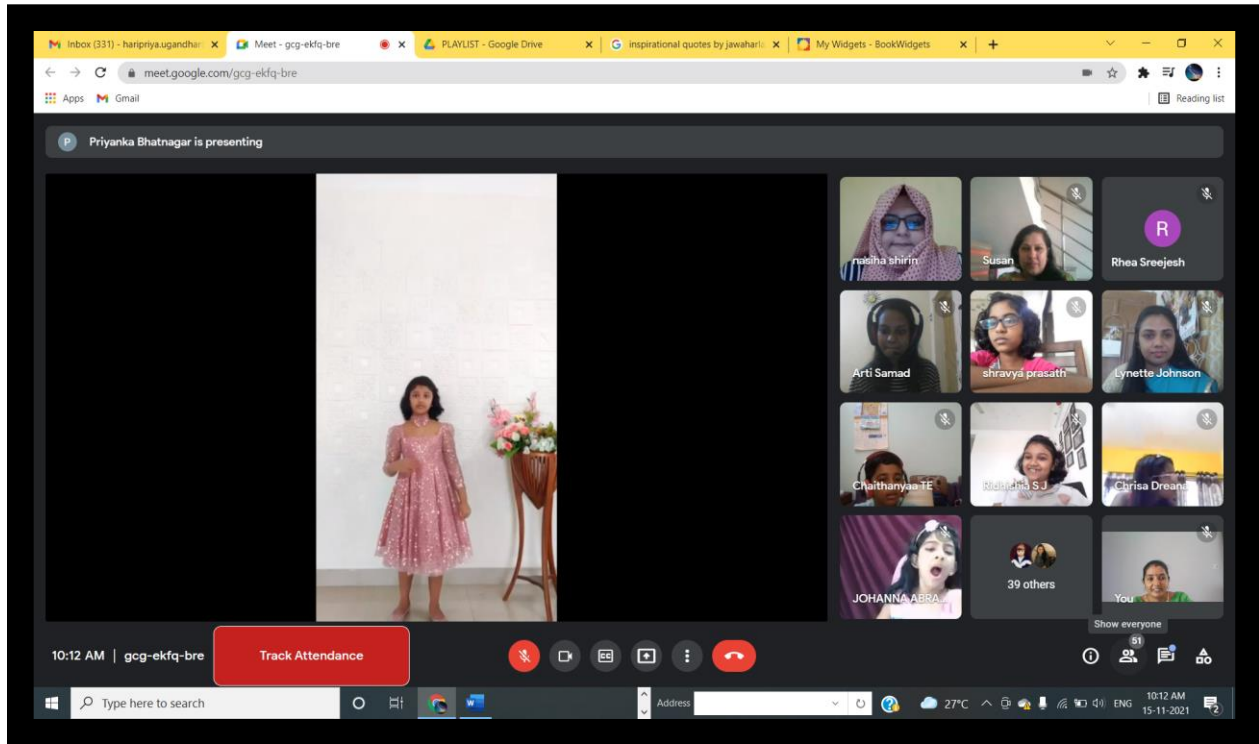 Inbox (331) - haripriya.ugandhar
Meet - gcg-ekfq-bre
PLAYLIST - Google Drive
inspirational quotes by jawaharla
My Widgets - BookWidgets
meet.google.com/gcg-ekfq-bre
Apps
Gmail
Reading list
P
Priyanka Bhatnagar is presenting
nasiha shirin
Susan
R
Rhea Sreejesh
Arti Samad
shravya prasath
Lynette Johnson
Chaithanyaa TE
S J
Chrisa Dreana
JOHANNA ABRA...
39 others
You
Show everyone
10:12 AM | gcg-ekfq-bre
Track Attendance
CC
51
Type here to search
Address
27°C
ENG
10:12 AM
15-11-2021
2